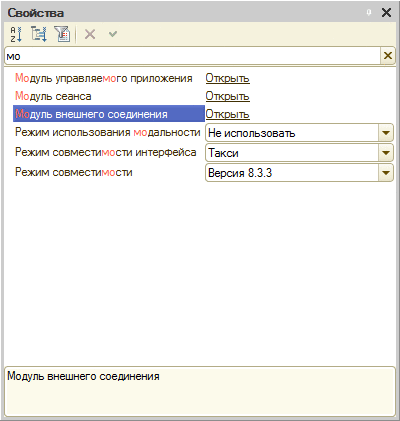 Свойства
мо
Модуль управляемого приложения Открыть
Модуль сеанса Открыть
Модуль внешнего соединения Открыть
Режим использования модальности Не использовать
Режим совместимости интерфейса Такси
Режим совместимости Версия 8.3.3
Модуль внешнего соединения